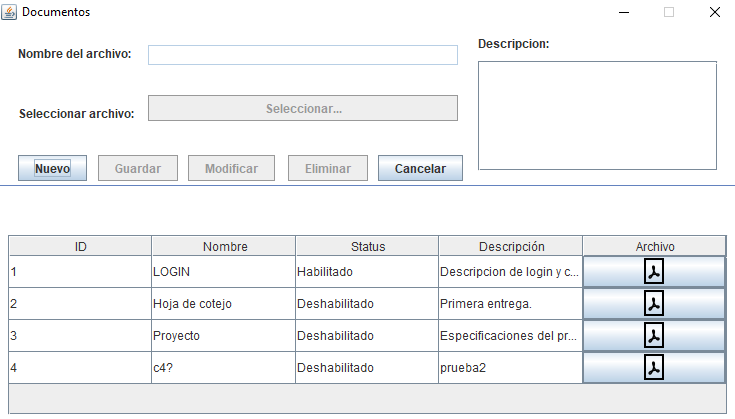 Documentos
Nombre del archivo:
Descripcion:
Seleccionar archivo:
Seleccionar...
Nuevo Guardar Modificar Eliminar Cancelar
ID Nombre Status Descripción Archivo
1 LOGIN Habilitado Descripcion de login y c...
2 Hoja de cotejo Deshabilitado Primera entrega.
3 Proyecto Deshabilitado Especificaciones del pr...
4 c4? Deshabilitado prueba2